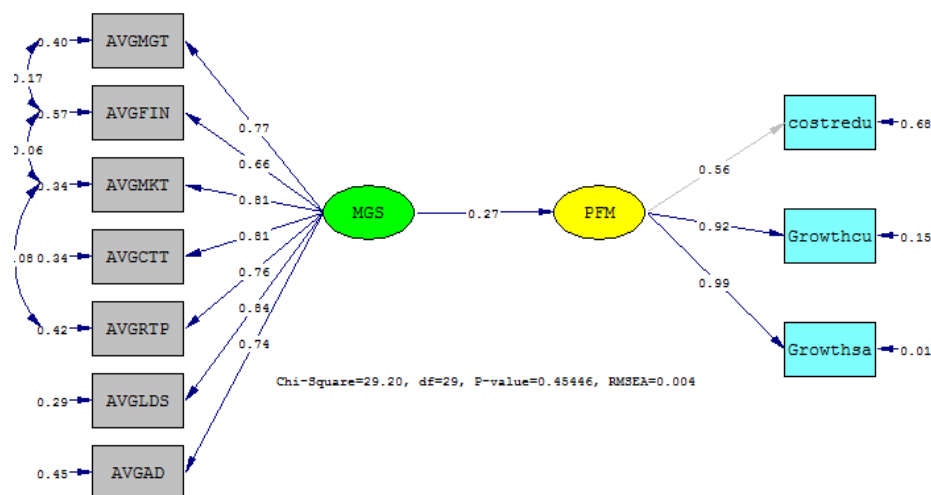 0.40 AVGMGT
0.17
0.57 AVGFIN
0.06
0.34 AVGMKT
0.34 AVGCTT
.08
0.42 AVGRTP
0.29 AVGLDS
0.45 AVGAD
0.77
0.66
0.81
0.81
0.76
0.84
0.74
MGS
0.27
PFM
0.56
0.92
0.99
costredu 0.68
Growthcu 0.15
Growthsa 0.01
Chi-Square=29.20, df=29, P-value=0.45446, RMSEA=0.004